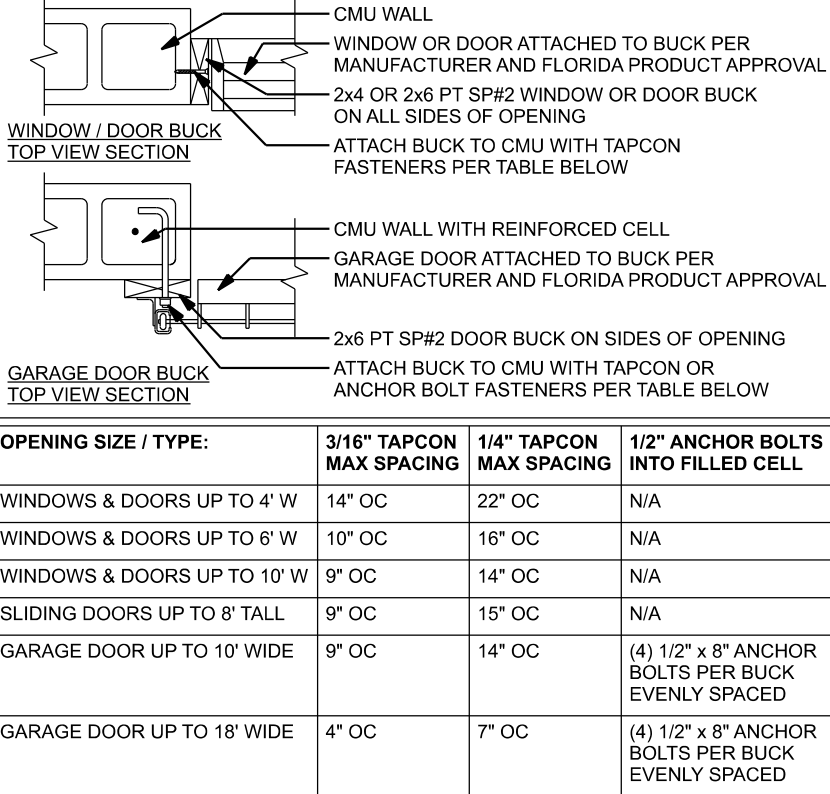 CMU WALL
WINDOW OR DOOR ATTACHED TO BUCK PER
MANUFACTURER AND FLORIDA PRODUCT APPROVAL
2x4 OR 2x6 PT SP#2 WINDOW OR DOOR BUCK
ON ALL SIDES OF OPENING
WINDOW / DOOR BUCK
TOP VIEW SECTION
ATTACH BUCK TO CMU WITH TAPCON
FASTENERS PER TABLE BELOW
CMU WALL WITH REINFORCED CELL
GARAGE DOOR ATTACHED TO BUCK PER
MANUFACTURER AND FLORIDA PRODUCT APPROVAL
2x6 PT SP#2 DOOR BUCK ON SIDES OF OPENING
GARAGE DOOR BUCK
TOP VIEW SECTION
ATTACH BUCK TO CMU WITH TAPCON OR
ANCHOR BOLT FASTENERS PER TABLE BELOW
OPENING SIZE / TYPE: 3/16" TAPCON 1/4" TAPCON 1/2" ANCHOR BOLTS
MAX SPACING MAX SPACING INTO FILLED CELL
WINDOWS & DOORS UP TO 4' W 14" OC 22" OC N/A
WINDOWS & DOORS UP TO 6' W 10" OC 16" OC N/A
WINDOWS & DOORS UP TO 10' W 9" OC 14" OC N/A
SLIDING DOORS UP TO 8' TALL 9" OC 15" OC N/A
GARAGE DOOR UP TO 10' WIDE 9" OC 14" OC (4) 1/2" x 8" ANCHOR
BOLTS PER BUCK
EVENLY SPACED
GARAGE DOOR UP TO 18' WIDE 4" OC 7" OC (4) 1/2" x 8" ANCHOR
BOLTS PER BUCK
EVENLY SPACED